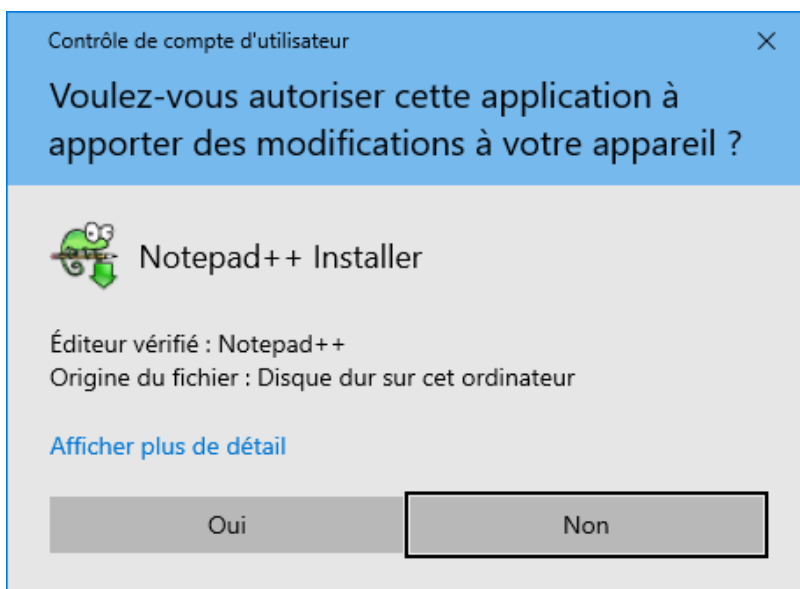 Contrôle de compte d'utilisateur
Voulez-vous autoriser cette application à
apporter des modifications à votre appareil ?
Notepad++ Installer
Éditeur vérifié : Notepad++
Origine du fichier : Disque dur sur cet ordinateur
Afficher plus de détail
Oui
Non